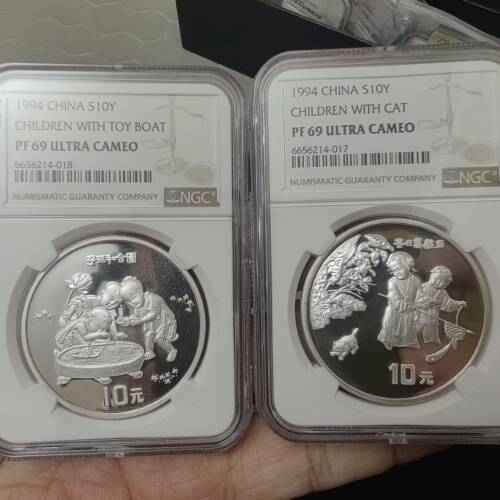 1994 CHINA S10Y
CHILDREN WITH TOY BOAT
PF 69 ULTRA CAMEO
6656214-018
NUMISMATIC GUARANTY COMPANY
NGC
10元
1994 CHINA S10Y
CHILDREN WITH CAT
PF 69 ULTRA CAMEO
6656214-017
NUMISMATIC GUARANTY COMPANY
NGC
10元